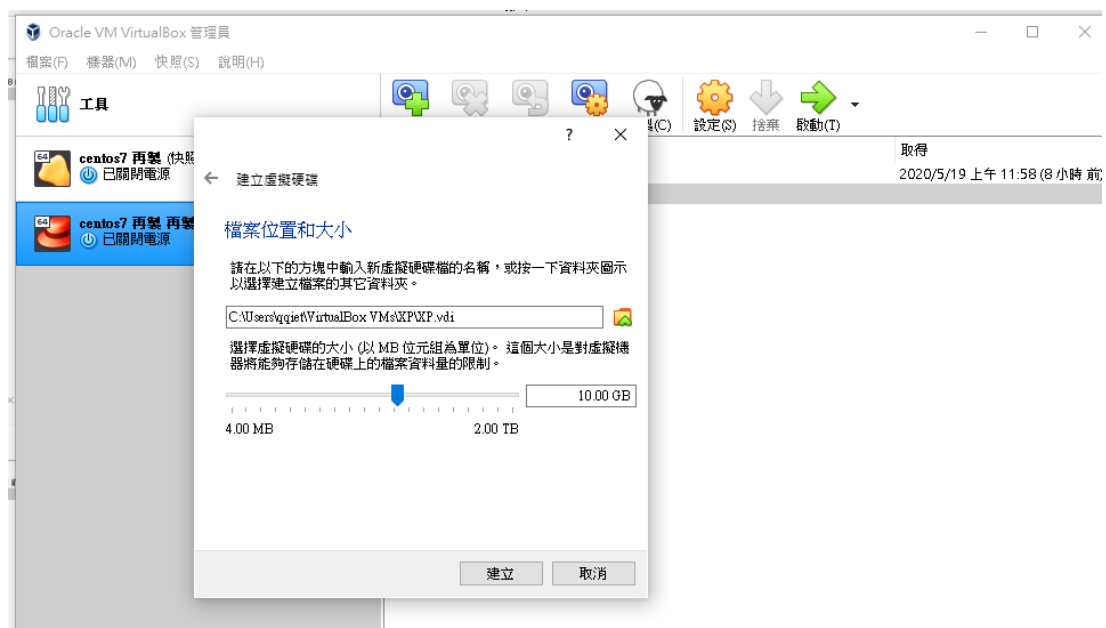 Oracle VM VirtualBox 管理員
檔案(F) 機器(M) 快照(S) 說明(H)
工具
(C) 設定(S) 捨棄 啟動(T)
64 centos7 再製 (快照
已關閉電源
64 centos7 再製 再製
已關閉電源
取得
2020/5/19 上午 11:58 (8 小時 前)
? ×
← 建立虛擬硬碟
檔案位置和大小
請在以下的方塊中輸入新虛擬硬碟檔的名稱，或按一下資料夾圖示
以選擇建立檔案的其它資料夾。
C:\Users\qqiet\VirtualBox VMs\XP\XP.vdi
選擇虛擬硬碟的大小 (以 MB 位元組為單位)。 這個大小是對虛擬機
器將能夠存儲在硬碟上的檔案資料量的限制。
10.00 GB
4.00 MB 2.00 TB
建立 取消